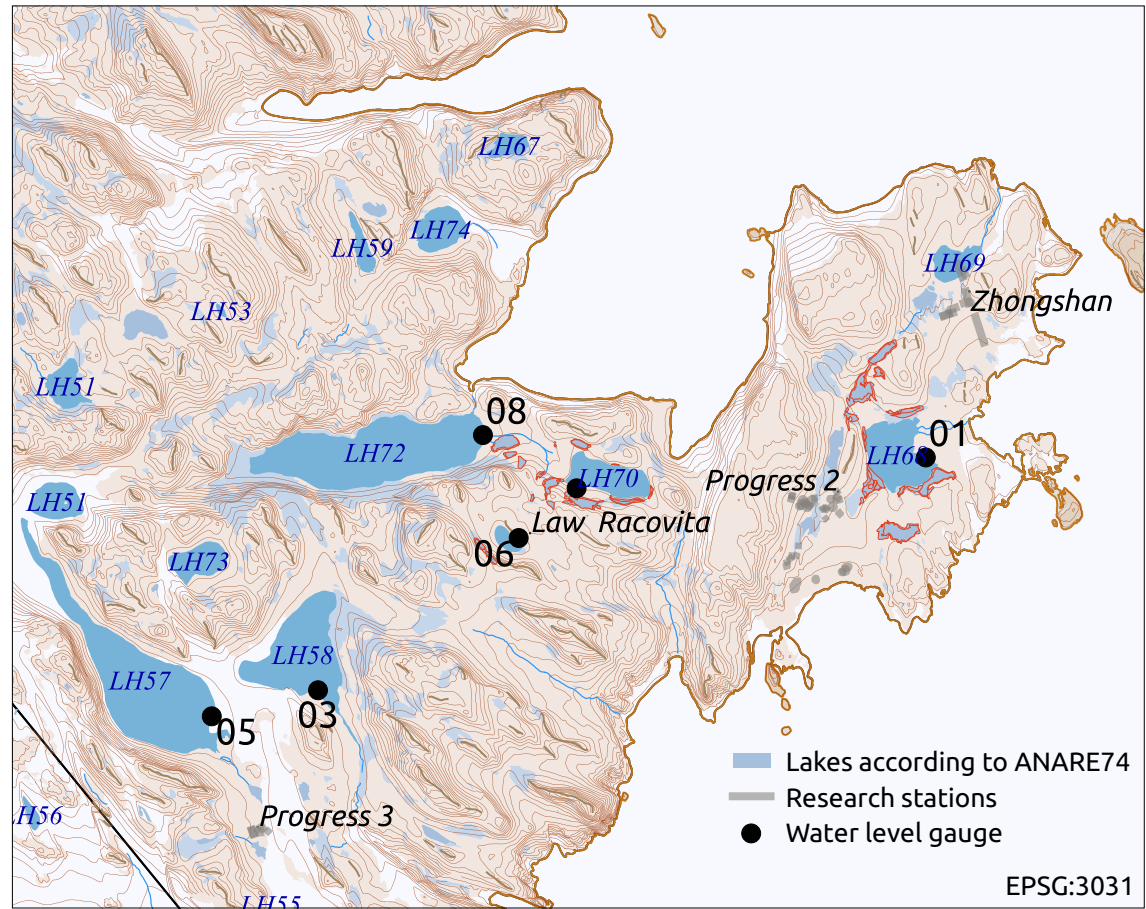 LH67
LH74
LH59
LH69
Zhongshan
LH53
LH51
08
LH72
01
LH68
LH70
Progress 2
LH51
Law Racovita
06
LH73
LH58
LH57
03
05
Lakes according to ANARE74
Research stations
Water level gauge
Progress 3
LH56
EPSG:3031
LH55